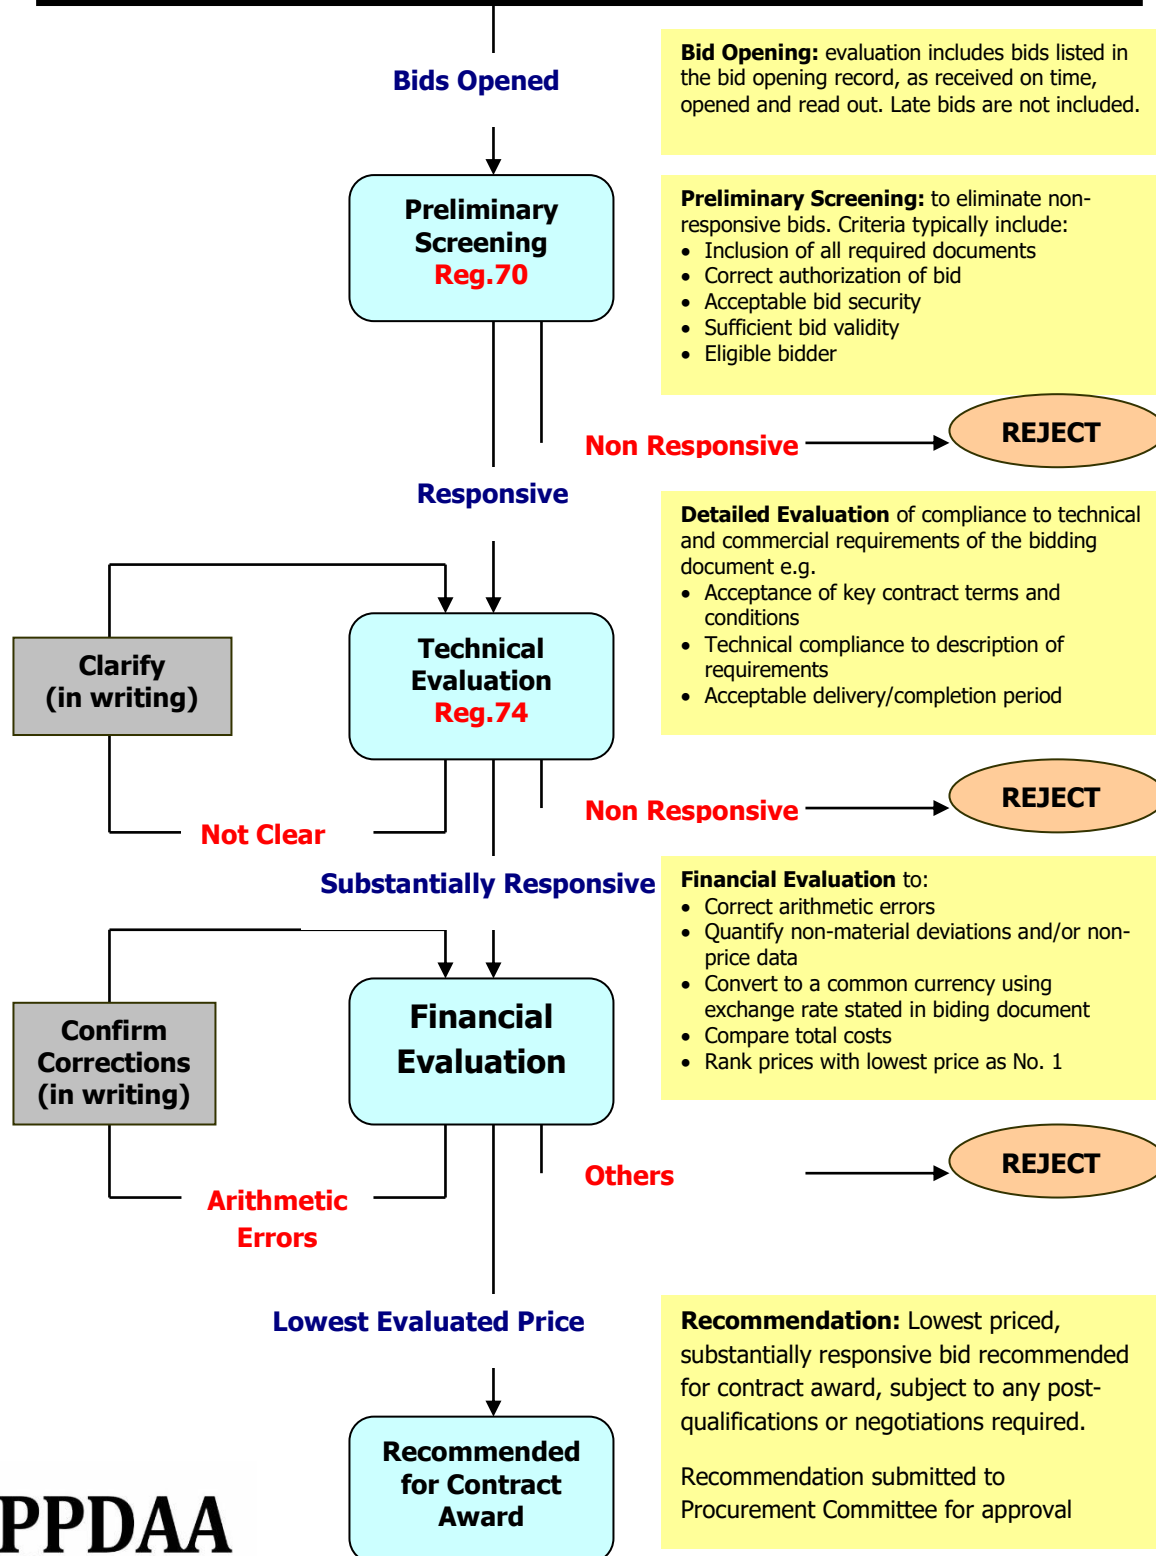 Bids Opened
Bid Opening: evaluation includes bids listed in
the bid opening record, as received on time,
opened and read out. Late bids are not included.
Preliminary
Screening
Reg.70
Preliminary Screening: to eliminate non-
responsive bids. Criteria typically include:
• Inclusion of all required documents
• Correct authorization of bid
• Acceptable bid security
• Sufficient bid validity
• Eligible bidder
Non Responsive
REJECT
Responsive
Detailed Evaluation of compliance to technical
and commercial requirements of the bidding
document e.g.
• Acceptance of key contract terms and
conditions
• Technical compliance to description of
requirements
• Acceptable delivery/completion period
Clarify
(in writing)
Technical
Evaluation
Reg.74
Non Responsive
REJECT
Not Clear
Substantially Responsive
Financial Evaluation to:
• Correct arithmetic errors
• Quantify non-material deviations and/or non-
price data
• Convert to a common currency using
exchange rate stated in biding document
• Compare total costs
• Rank prices with lowest price as No. 1
Confirm
Corrections
(in writing)
Financial
Evaluation
Others
REJECT
Arithmetic
Errors
Lowest Evaluated Price
Recommendation: Lowest priced,
substantially responsive bid recommended
for contract award, subject to any post-
qualifications or negotiations required.
Recommendation submitted to
Procurement Committee for approval
Recommended
for Contract
Award
PPDAA